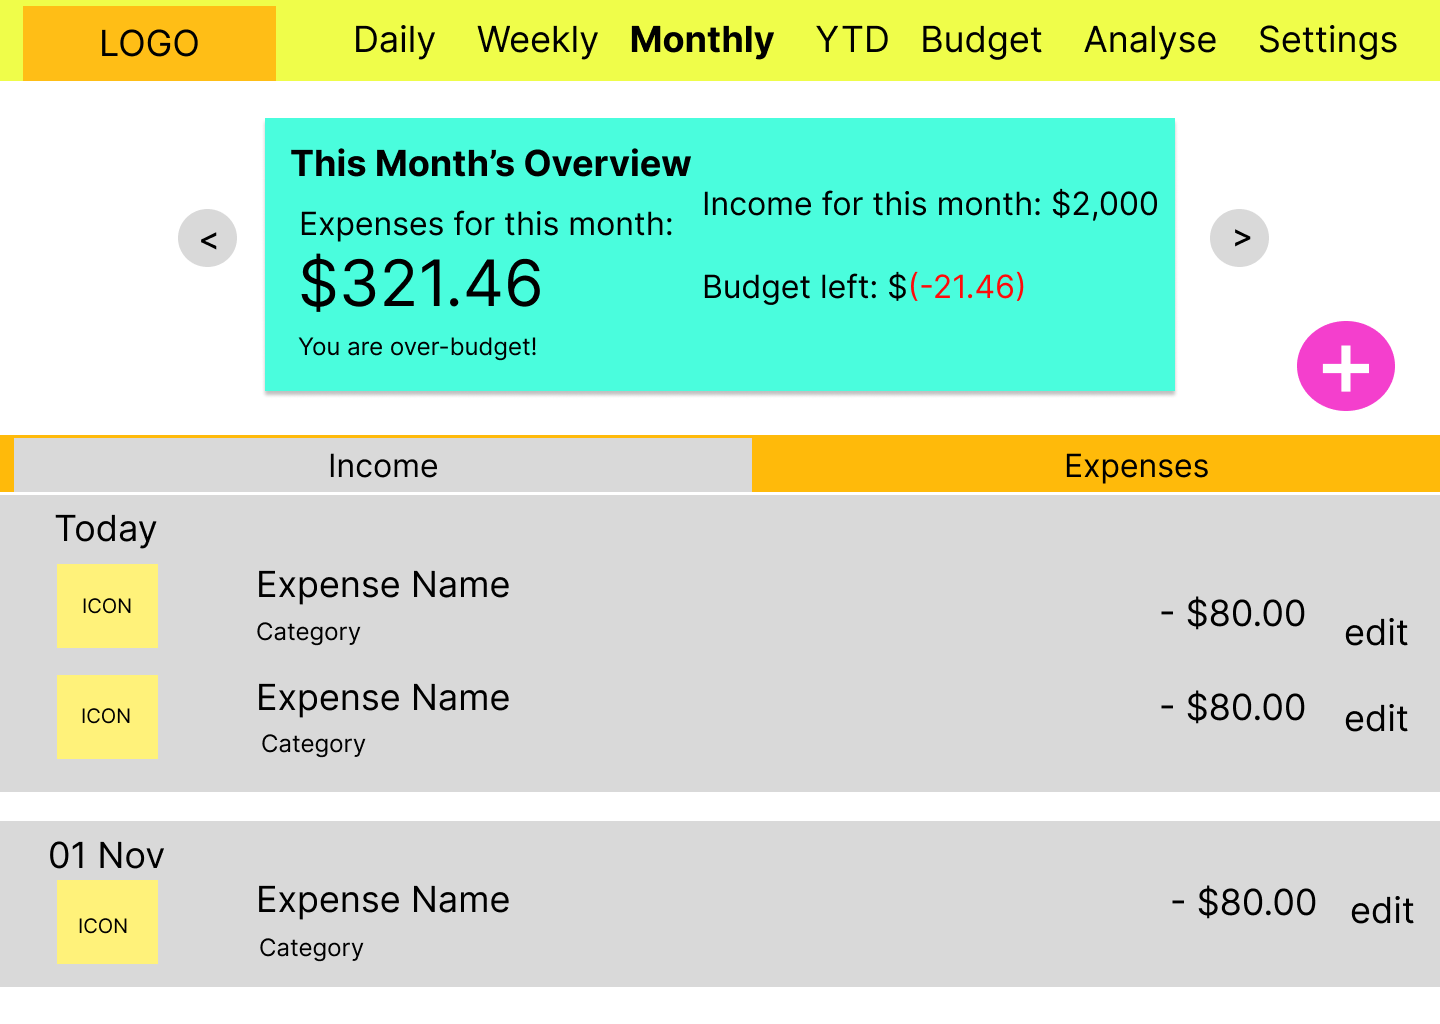 LOGO Daily Weekly Monthly YTD Budget Analyse Settings
This Month’s Overview
Income for this month: $2,000
Expenses for this month:
$321.46
Budget left: $(-21.46)
You are over-budget!
<
>
+
Income Expenses
Today
ICON
Expense Name
Category
- $80.00
edit
ICON
Expense Name
Category
- $80.00
edit
01 Nov
ICON
Expense Name
Category
- $80.00
edit